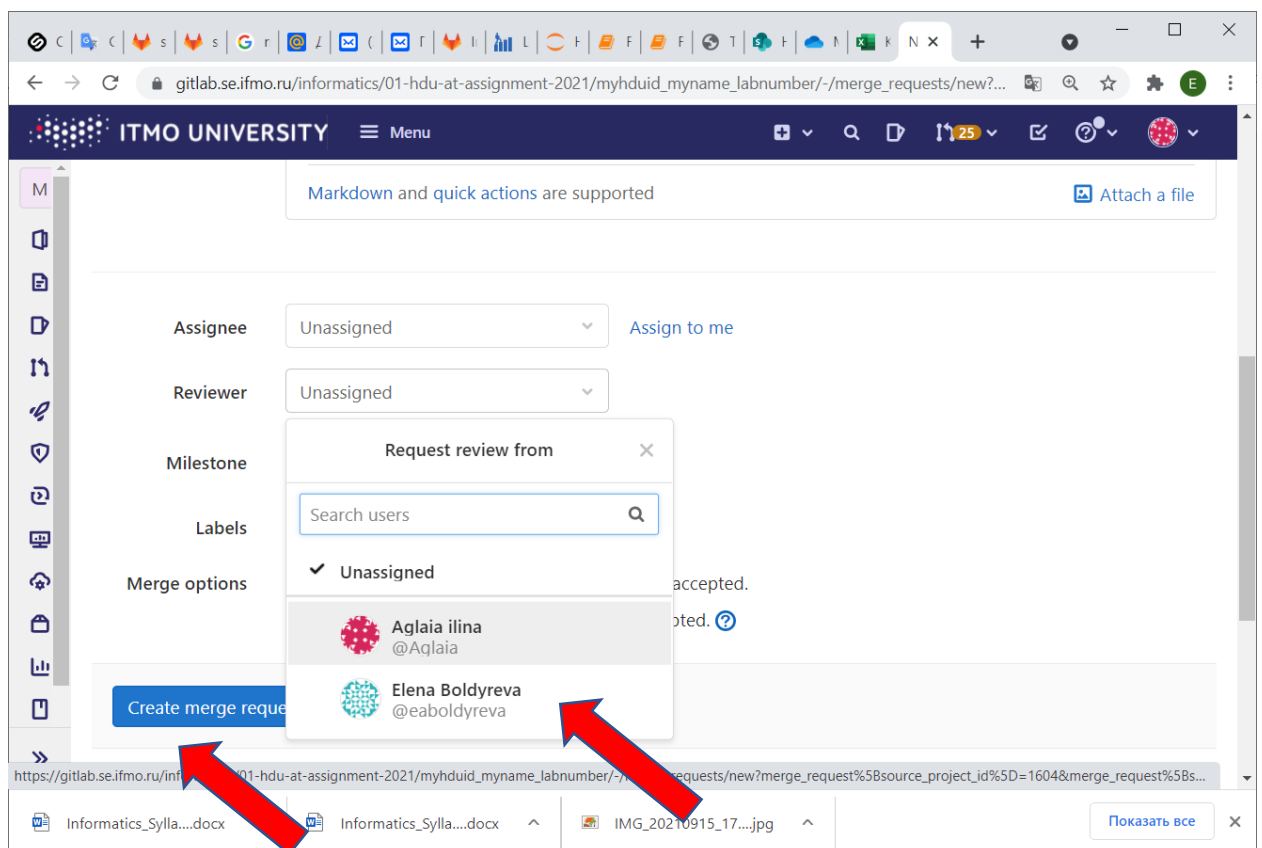 gitlab.se.ifmo.ru/informatics/01-hdu-at-assignment-2021/myhduid_myname_labnumber/-/merge_requests/new?...
E
ITMO UNIVERSITY
Menu
25
M
Markdown and quick actions are supported
Attach a file
Assignee
Unassigned
Assign to me
Reviewer
Unassigned
Request review from
Milestone
Search users
Labels
Unassigned
Merge options
accepted.
Aglaia ilina
@Aglaia
pted.
Elena Boldyreva
@eaboldyreva
Create merge reque
https://gitlab.se.ifmo.ru/inf
01-hdu-at-assignment-2021/myhduid_myname_labnumber/-/
requests/new?merge_request%5Bsource_project_id%5D=1604&merge_request%5Bs...
Informatics_Sylla....docx
Informatics_Sylla....docx
IMG_20210915_17....jpg
Показать все